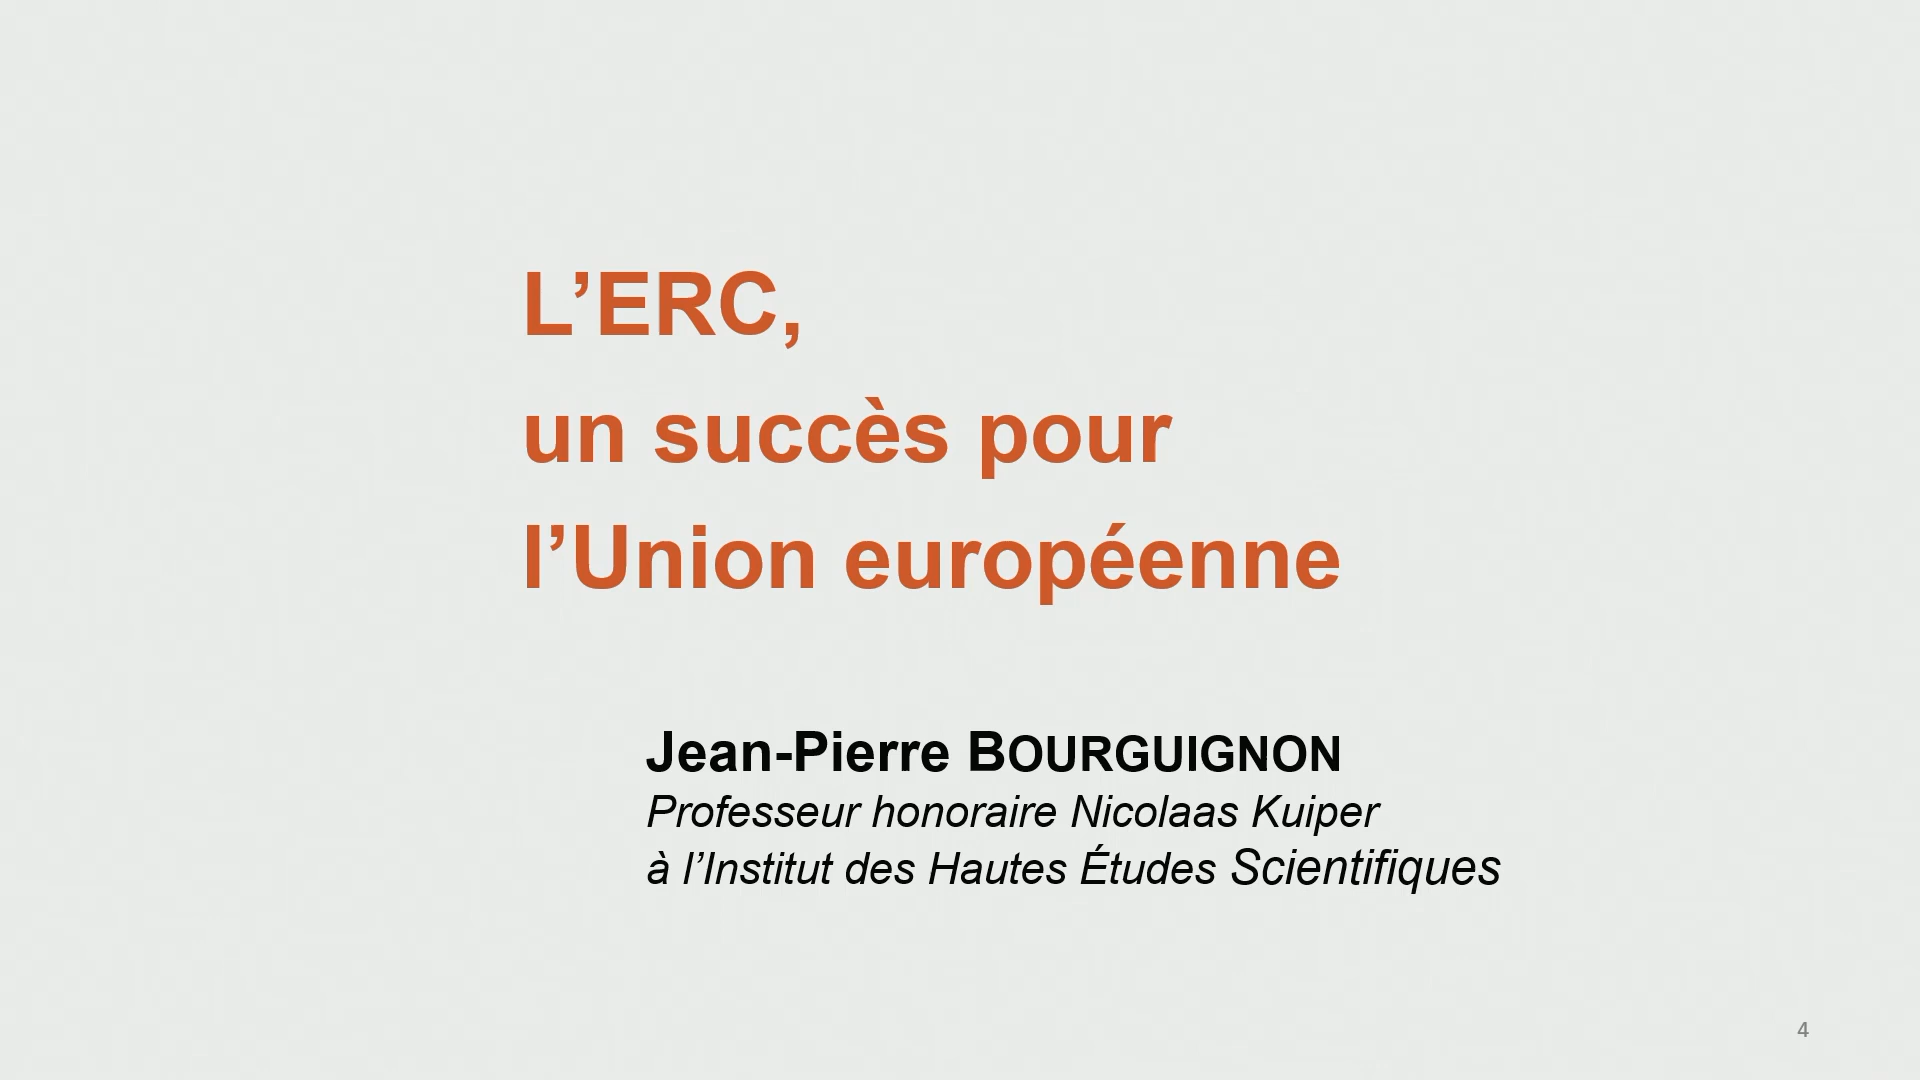 L’ERC,
un succès pour
l’Union européenne
Jean-Pierre BOURGUIGNON
Professeur honoraire Nicolaas Kuiper
à l’Institut des Hautes Études Scientifiques
4